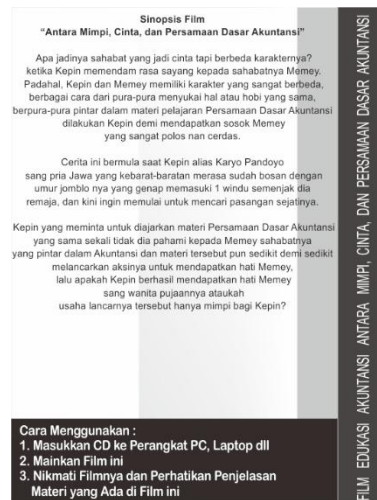 Sinopsis Film
“Antara Mimpi, Cinta, dan Persamaan Dasar Akuntansi”
Apa jadinya sahabat yang jadi cinta tapi berbeda karakternya?
ketika Kepin memendam rasa sayang kepada sahabatnya Memey.
Padahal, Kepin dan Memey memiliki karakter yang sangat berbeda,
berbagai cara dari pura-pura menyukai hal atau hobi yang sama,
berpura-pura pintar dalam materi pelajaran Persamaan Dasar Akuntansi
dilakukan Kepin demi mendapatkan sosok Memey
yang sangat polos nan cerdas.
Cerita ini bermula saat Kepin alias Karyo Pandoyo
sang pria Jawa yang kebarat-baratan merasa sudah bosan dengan
umur jomblo nya yang genap memasuki 1 windu semenjak dia
remaja, dan kini ingin memulai untuk mencari pasangan sejatinya.
Kepin yang meminta untuk diajarkan materi Persamaan Dasar Akuntansi
yang sama sekali tidak dia pahami kepada Memey sahabatnya
yang pintar dalam Akuntansi dan materi tersebut pun sedikit demi sedikit
melancarkan aksinya untuk mendapatkan hati Memey,
lalu apakah Kepin berhasil mendapatkan hati Memey
sang wanita pujaannya ataukah
usaha lancarnya tersebut hanya mimpi bagi Kepin?
Cara Menggunakan :
1. Masukkan CD ke Perangkat PC, Laptop dll
2. Mainkan Film ini
3. Nikmati Filmnya dan Perhatikan Penjelasan
Materi yang Ada di Film ini
FILM EDUKASI AKUNTANSI ANTARA MIMPI, CINTA, DAN PERSAMAAN DASAR AKUNTANSI